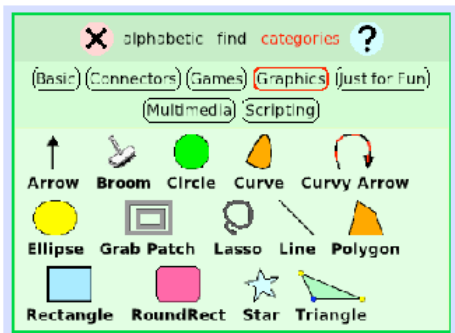 alphabetic find categories ?
Basic Connectors Games Graphics Just for Fun
Multimedia Scripting
Arrow Broom Circle Curve Curvy Arrow
Ellipse Grab Patch Lasso Line Polygon
Rectangle RoundRect Star Triangle